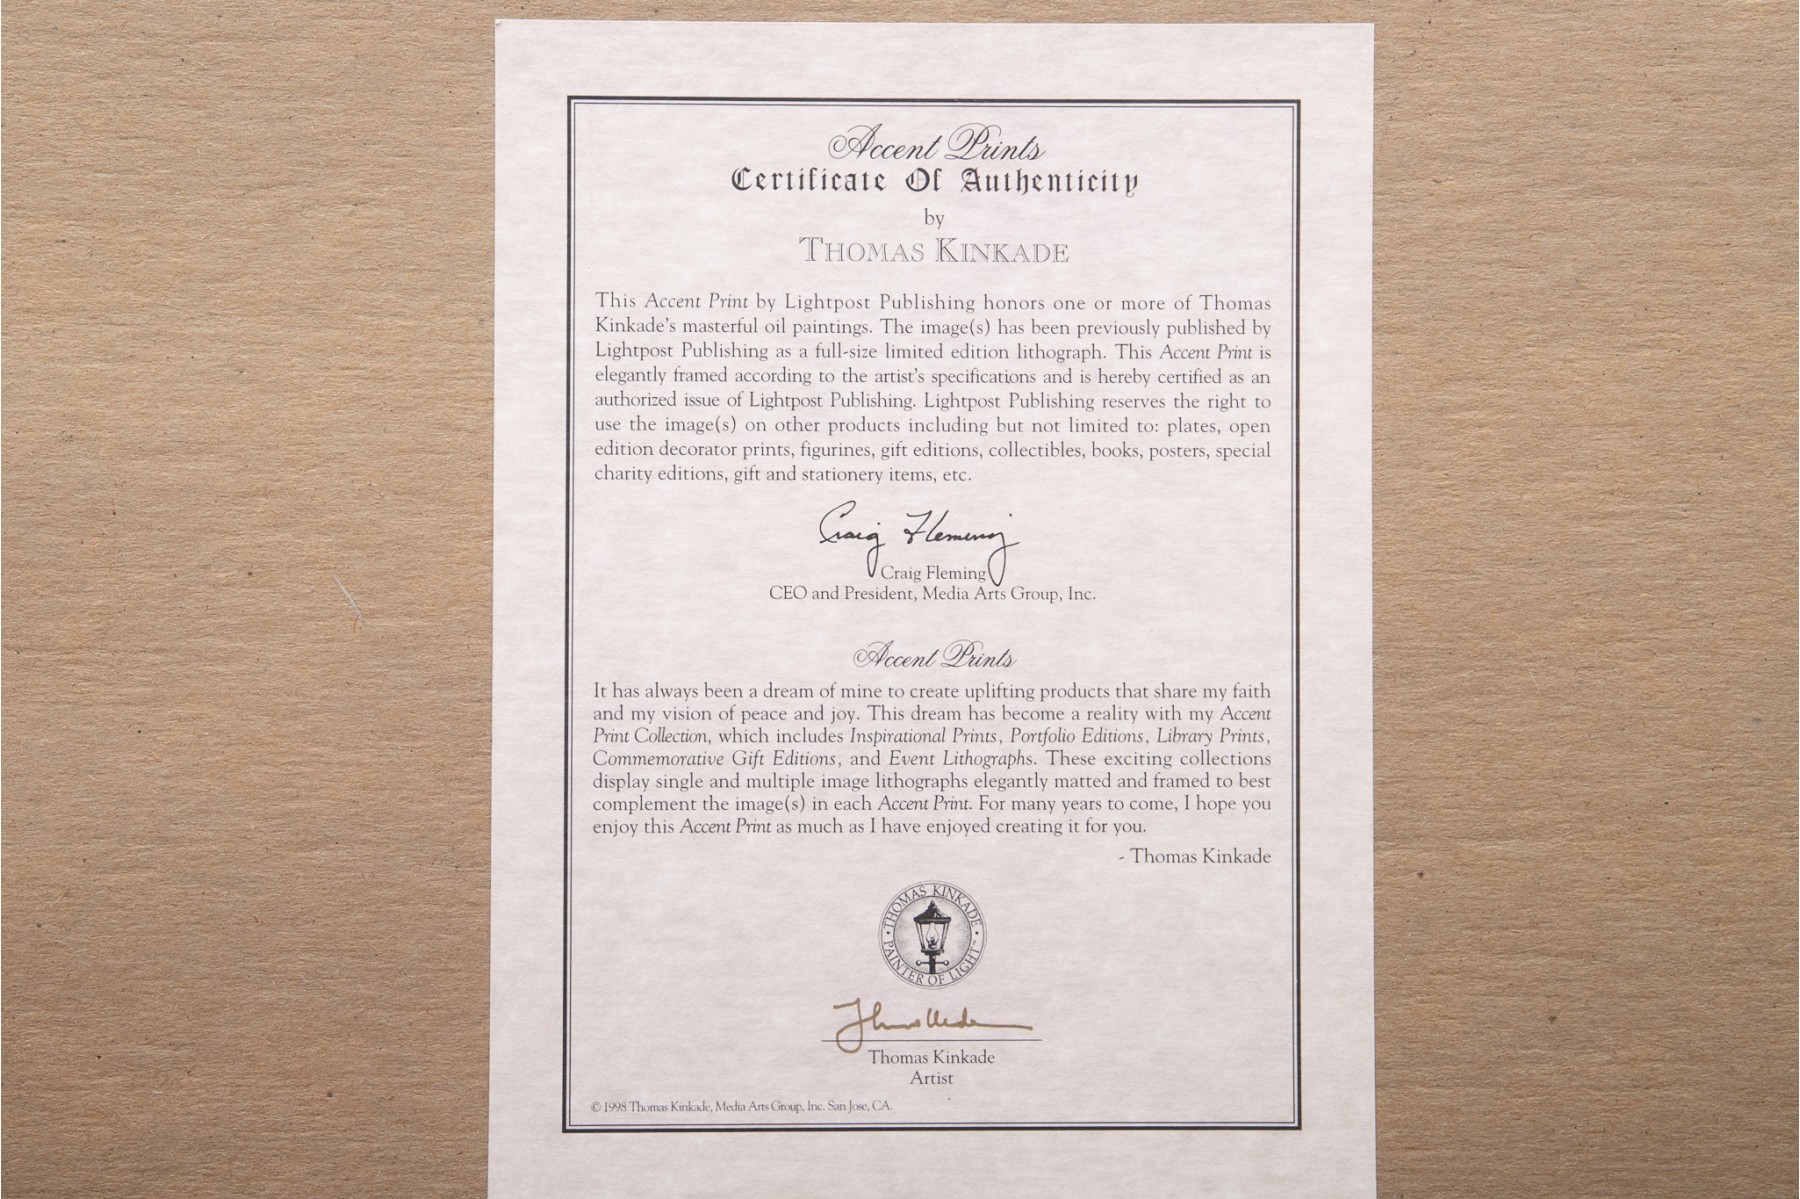 Accent Prints
Certificate Of Authenticity
by
THOMAS KINKADE
This Accent Print by Lightpost Publishing honors one or more of Thomas
Kinkade's masterful oil paintings. The image(s) has been previously published by
Lightpost Publishing as a full-size limited edition lithograph. This Accent Print is
elegantly framed according to the artist's specifications and is hereby certified as an
authorized issue of Lightpost Publishing. Lightpost Publishing reserves the right to
use the image(s) on other products including but not limited to: plates, open
edition decorator prints, figurines, gift editions, collectibles, books, posters, special
charity editions, gift and stationery items, etc.
Craig Fleming
Craig Fleming
CEO and President, Media Arts Group, Inc.
Accent Prints
It has always been a dream of mine to create uplifting products that share my faith
and my vision of peace and joy. This dream has become a reality with my Accent
Print Collection, which includes Inspirational Prints, Portfolio Editions, Library Prints,
Commemorative Gift Editions, and Event Lithographs. These exciting collections
display single and multiple image lithographs elegantly matted and framed to best
complement the image(s) in each Accent Print. For many years to come, I hope you
enjoy this Accent Print as much as I have enjoyed creating it for you.
- Thomas Kinkade
THOMAS KINKADE
• PAINTER OF LIGHT™ •
Thomas Kinkade
Artist
© 1998 Thomas Kinkade, Media Arts Group, Inc. San Jose, CA.